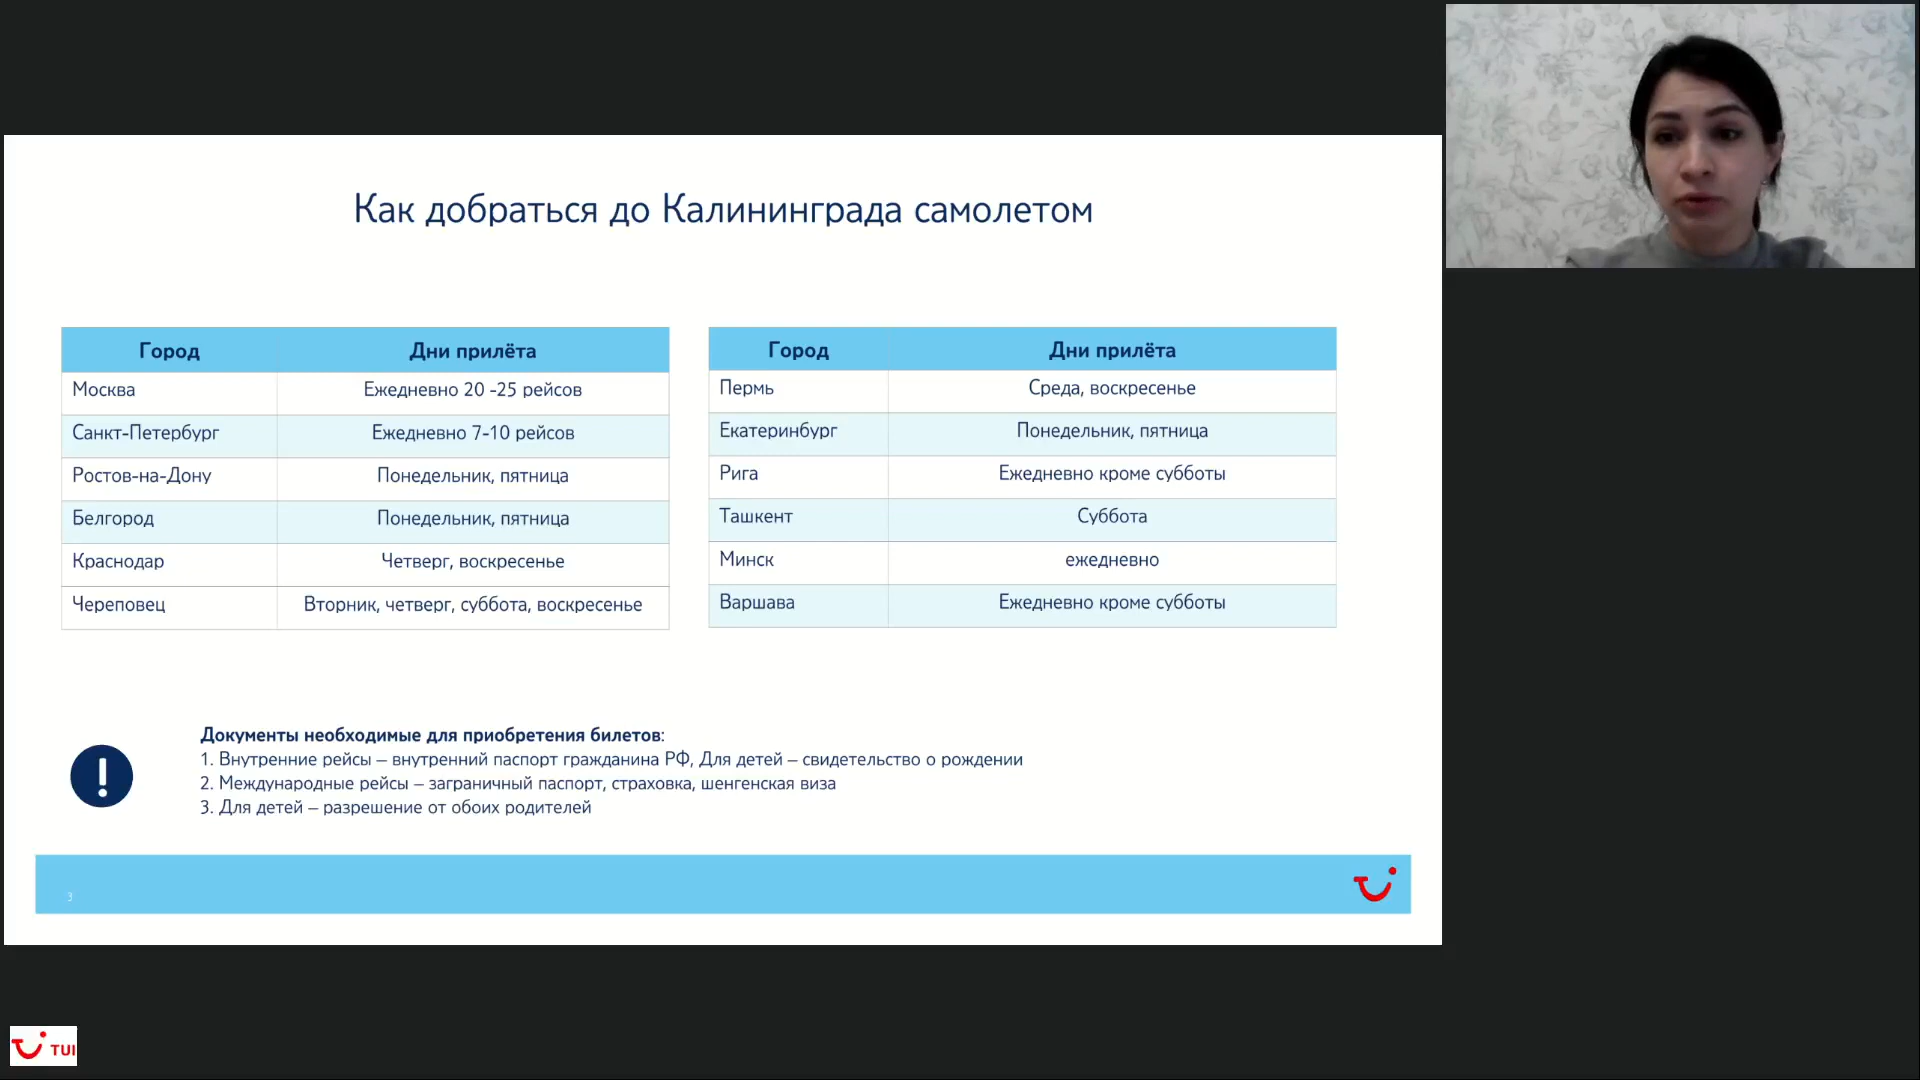 Как добраться до Калининграда самолетом
Город Дни прилёта
Москва Ежедневно 20 -25 рейсов
Санкт-Петербург Ежедневно 7-10 рейсов
Ростов-на-Дону Понедельник, пятница
Белгород Понедельник, пятница
Краснодар Четверг, воскресенье
Череповец Вторник, четверг, суббота, воскресенье
Город Дни прилёта
Пермь Среда, воскресенье
Екатеринбург Понедельник, пятница
Рига Ежедневно кроме субботы
Ташкент Суббота
Минск ежедневно
Варшава Ежедневно кроме субботы
!
Документы необходимые для приобретения билетов:
1. Внутренние рейсы – внутренний паспорт гражданина РФ, Для детей – свидетельство о рождении
2. Международные рейсы – заграничный паспорт, страховка, шенгенская виза
3. Для детей – разрешение от обоих родителей
3
TUI